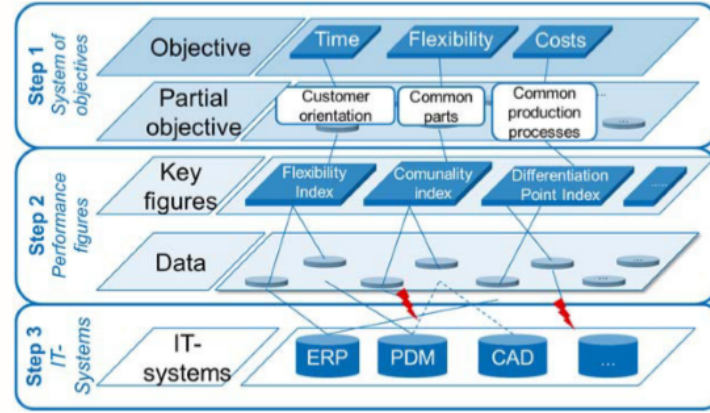 Step 1
System of
objectives
Objective
Time
Flexibility
Costs
Partial
objective
Customer
orientation
Common
parts
Common
production
processes
...
Step 2
Performance
figures
Key
figures
Flexibility
Index
Comunality
index
Differentiation
Point Index
.....
Data
...
...
Step 3
IT-
Systems
IT-
systems
ERP
PDM
CAD
...